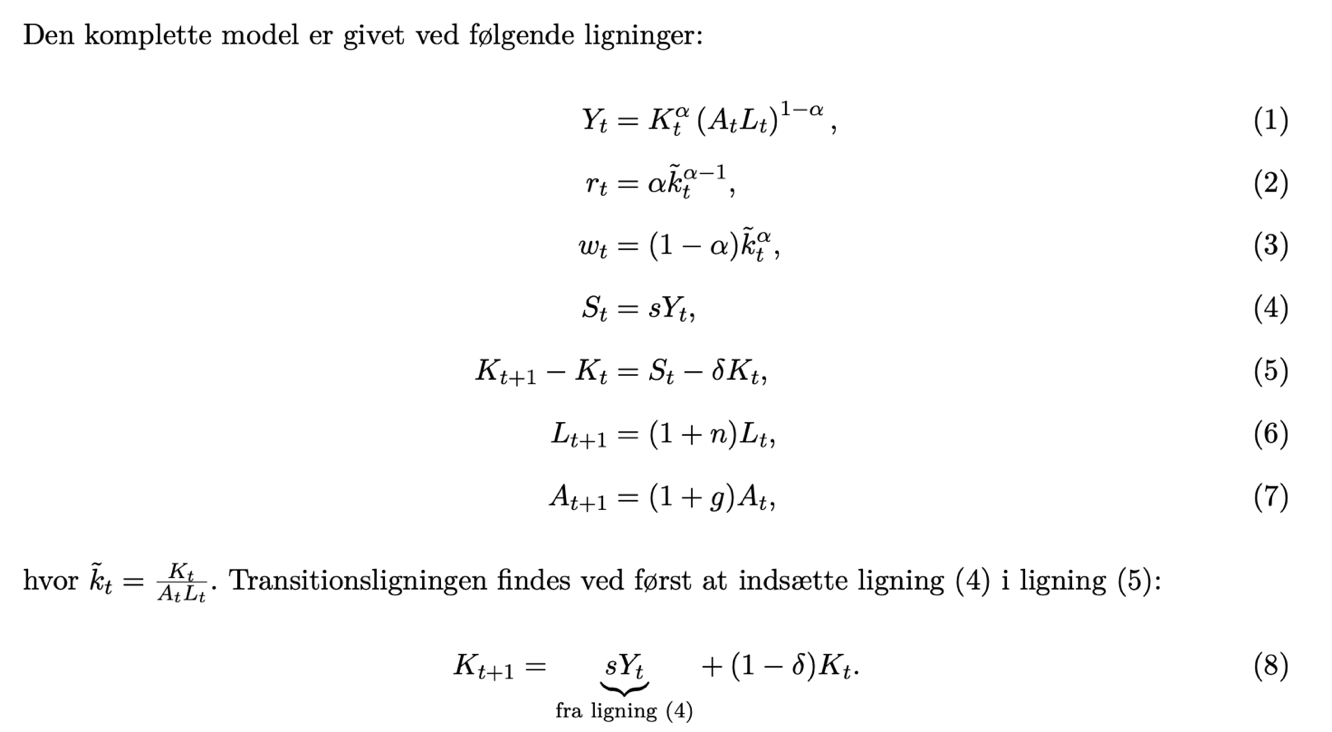 Den komplette model er givet ved følgende ligninger:
Y_t = K_t^α (A_t L_t)^{1−α}, (1)
r_t = αk̃_t^{α−1}, (2)
w_t = (1 − α)k̃_t^α, (3)
S_t = sY_t, (4)
K_{t+1} − K_t = S_t − δK_t, (5)
L_{t+1} = (1 + n)L_t, (6)
A_{t+1} = (1 + g)A_t, (7)
hvor k̃_t = \frac{K_t}{A_t L_t}. Transitionsligningen findes ved først at indsætte ligning (4) i ligning (5):
K_{t+1} = sY_t + (1 − δ)K_t. (8)
fra ligning (4)